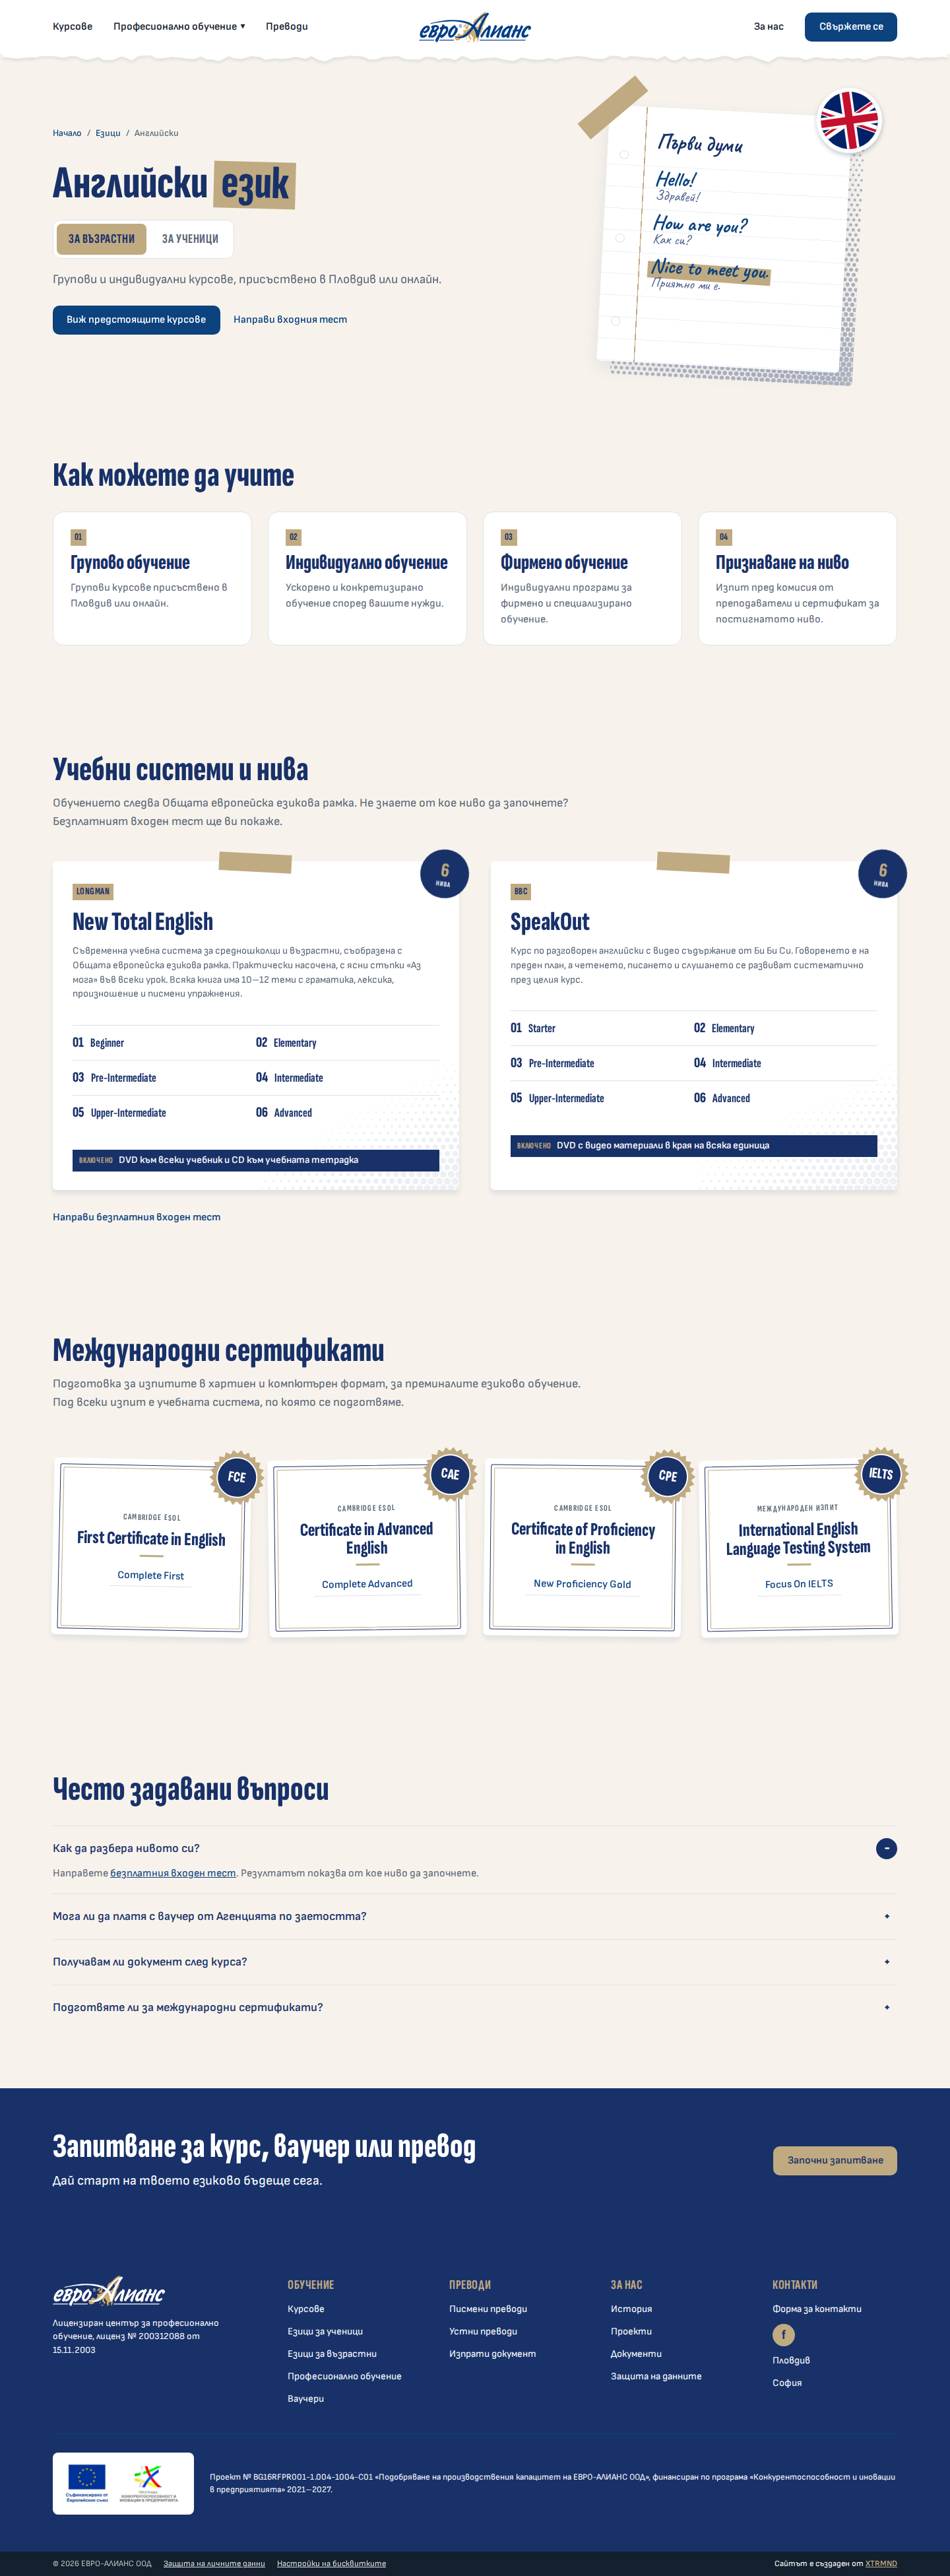 Курсове Професионално обучение ▾ Преводи евроАлианс За нас Свържете се
Начало / Езици / Английски
Английски език
ЗА ВЪЗРАСТНИ ЗА УЧЕНИЦИ
Групови и индивидуални курсове, присъствено в Пловдив или онлайн.
Виж предстоящите курсове Направи входния тест
Първи думи
Hello!
Здравей!
How are you?
Как си?
Nice to meet you.
Приятно ми е.
Как можете да учите
01
Групово обучение
Групови курсове присъствено в
Пловдив или онлайн.
02
Индивидуално обучение
Ускорено и конкретизирано
обучение според вашите нужди.
03
Фирмено обучение
Индивидуални програми за
фирмено и специализирано
обучение.
04
Признаване на ниво
Изпит пред комисия от
преподаватели и сертификат за
постигнатото ниво.
Учебни системи и нива
Обучението следва Общата европейска езикова рамка. Не знаете от кое ниво да започнете?
Безплатният входен тест ще ви покаже.
6
НИВА
LONGMAN
New Total English
Съвременна учебна система за средношколци и възрастни, съобразена с
Общата европейска езикова рамка. Практически насочена, с ясни стъпки «Аз
мога» във всеки урок. Всяка книга има 10–12 теми с граматика, лексика,
произношение и писмени упражнения.
01 Beginner 02 Elementary
03 Pre-Intermediate 04 Intermediate
05 Upper-Intermediate 06 Advanced
ВКЛЮЧЕНО DVD към всеки учебник и CD към учебната тетрадка
6
НИВА
BBC
SpeakOut
Курс по разговорен английски с видео съдържание от Би Би Си. Говоренето е на
преден план, а четенето, писането и слушането се развиват систематично
през целия курс.
01 Starter 02 Elementary
03 Pre-Intermediate 04 Intermediate
05 Upper-Intermediate 06 Advanced
ВКЛЮЧЕНО DVD с видео материали в края на всяка единица
Направи безплатния входен тест
Международни сертификати
Подготовка за изпитите в хартиен и компютърен формат, за преминалите езиково обучение.
Под всеки изпит е учебната система, по която се подготвяме.
FCE
CAMBRIDGE ESOL
First Certificate in English
Complete First
CAE
CAMBRIDGE ESOL
Certificate in Advanced
English
Complete Advanced
CPE
CAMBRIDGE ESOL
Certificate of Proficiency
in English
New Proficiency Gold
IELTS
МЕЖДУНАРОДЕН ИЗПИТ
International English
Language Testing System
Focus On IELTS
Често задавани въпроси
Как да разбера нивото си? –
Направете безплатния входен тест. Резултатът показва от кое ниво да започнете.
Мога ли да платя с ваучер от Агенцията по заетостта? +
Получавам ли документ след курса? +
Подготвяте ли за международни сертификати? +
Запитване за курс, ваучер или превод
Дай старт на твоето езиково бъдеще сега.
Започни запитване
евроАлианс
Лицензиран център за професионално
обучение, лиценз № 200312088 от
15.11.2003
ОБУЧЕНИЕ
Курсове
Езици за ученици
Езици за възрастни
Професионално обучение
Ваучери
ПРЕВОДИ
Писмени преводи
Устни преводи
Изпрати документ
ЗА НАС
История
Проекти
Документи
Защита на данните
КОНТАКТИ
Форма за контакти
f
Пловдив
София
Съфинансирано от
Европейския съюз
ПРОГРАМА
КОНКУРЕНТОСПОСОБНОСТ
И ИНОВАЦИИ В ПРЕДПРИЯТИЯТА
Проект № BG16RFPR001-1.004-1004-C01 «Подобряване на производствения капацитет на ЕВРО-АЛИАНС ООД», финансиран по програма «Конкурентоспособност и иновации
в предприятията» 2021–2027.
© 2026 ЕВРО-АЛИАНС ООД Защита на личните данни Настройки на бисквитките Сайтът е създаден от XTRMND